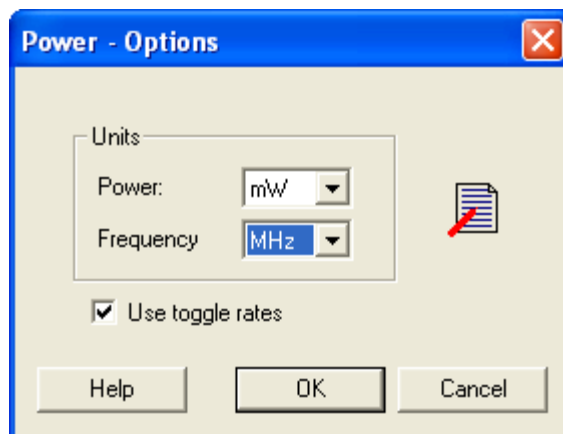 Power - Options
Units
Power: mW
Frequency MHz
Use toggle rates
Help OK Cancel